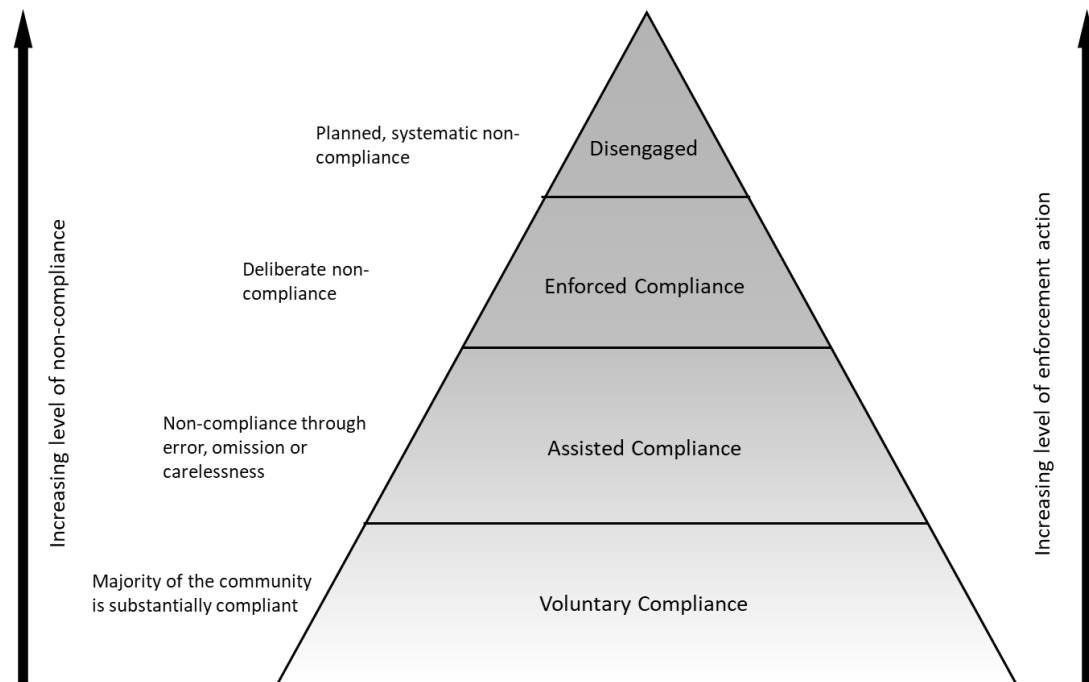 Increasing level of non-compliance
Planned, systematic non-
compliance
Disengaged
Deliberate non-
compliance
Enforced Compliance
Non-compliance through
error, omission or
carelessness
Assisted Compliance
Majority of the community
is substantially compliant
Voluntary Compliance
Increasing level of enforcement action